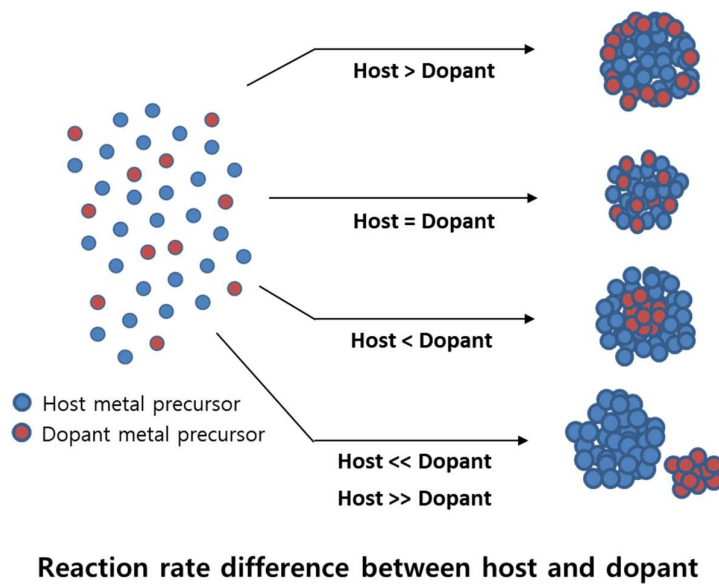 Host > Dopant
Host = Dopant
Host < Dopant
Host metal precursor
Dopant metal precursor
Host << Dopant
Host >> Dopant
Reaction rate difference between host and dopant